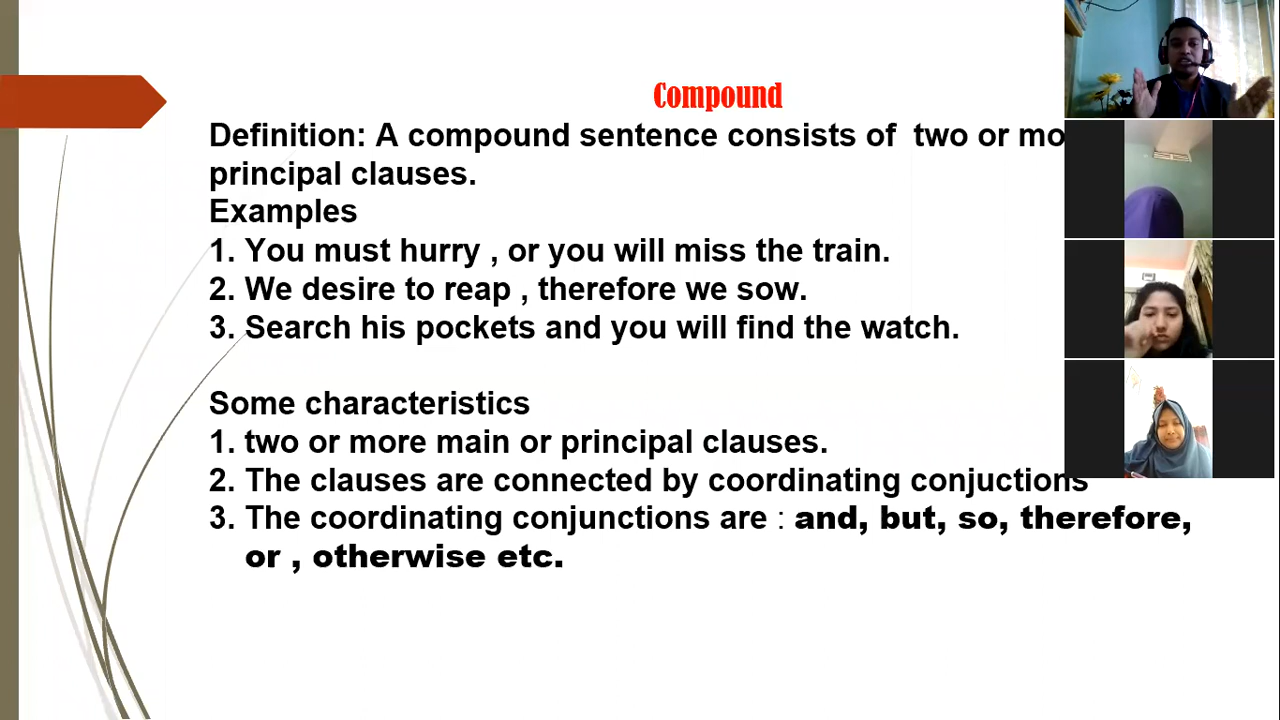 Compound
Definition: A compound sentence consists of two or mo
principal clauses.
Examples
1. You must hurry , or you will miss the train.
2. We desire to reap , therefore we sow.
3. Search his pockets and you will find the watch.
Some characteristics
1. two or more main or principal clauses.
2. The clauses are connected by coordinating conjuctions
3. The coordinating conjunctions are : and, but, so, therefore,
or , otherwise etc.